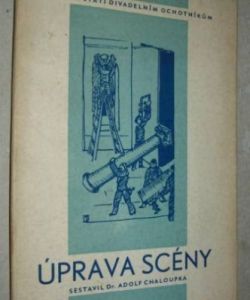 DIVADELNÍM OCHOTNÍKŮM
ÚPRAVA SCÉNY
SESTAVIL Dr. ADOLF CHALOUPKA